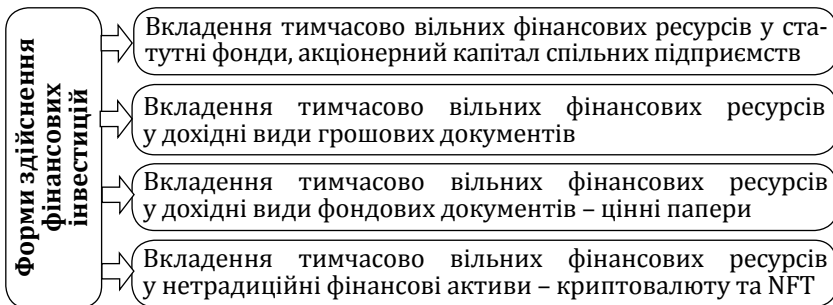 Форми здійснення
фінансових
інвестицій
Вкладення тимчасово вільних фінансових ресурсів у ста-
тутні фонди, акціонерний капітал спільних підприємств
Вкладення тимчасово вільних фінансових ресурсів
у дохідні види грошових документів
Вкладення тимчасово вільних фінансових ресурсів
у дохідні види фондових документів – цінні папери
Вкладення тимчасово вільних фінансових ресурсів
у нетрадиційні фінансові активи – криптовалюту та NFT